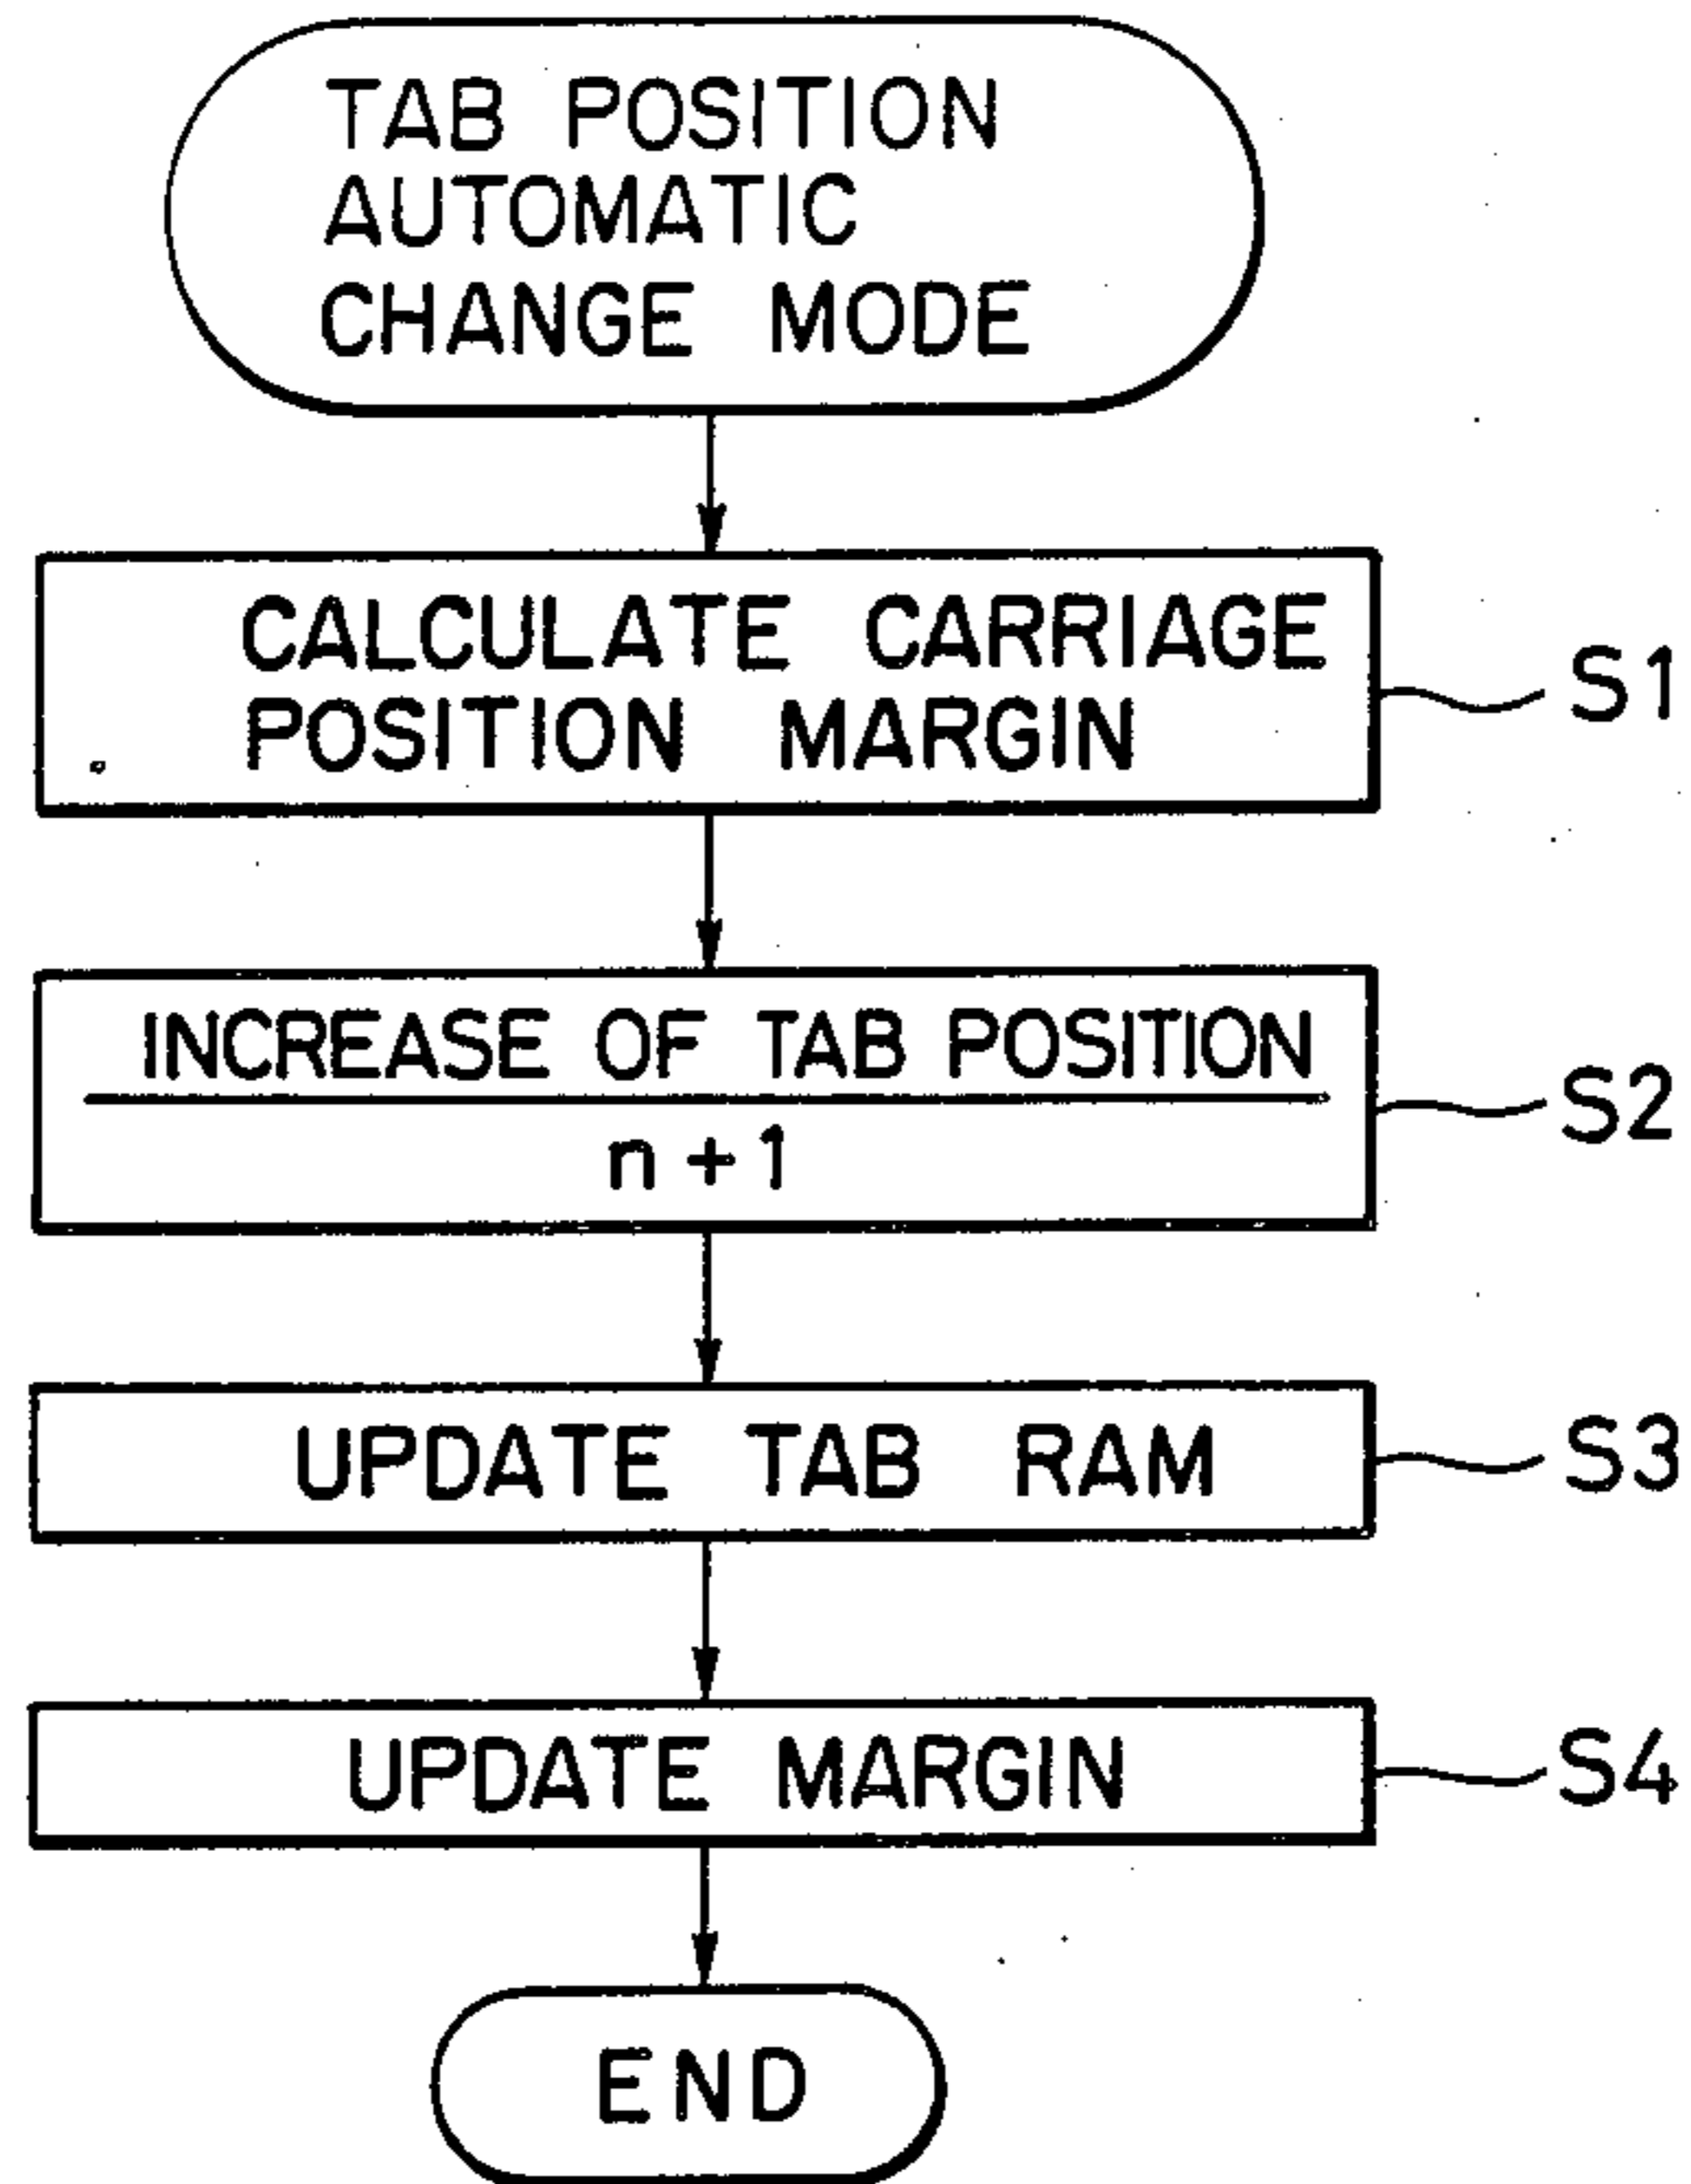 TAB POSITION
AUTOMATIC
CHANGE MODE
CALCULATE CARRIAGE
POSITION MARGIN
S1
INCREASE OF TAB POSITION
n+1
S2
UPDATE TAB RAM
S3
UPDATE MARGIN
S4
END